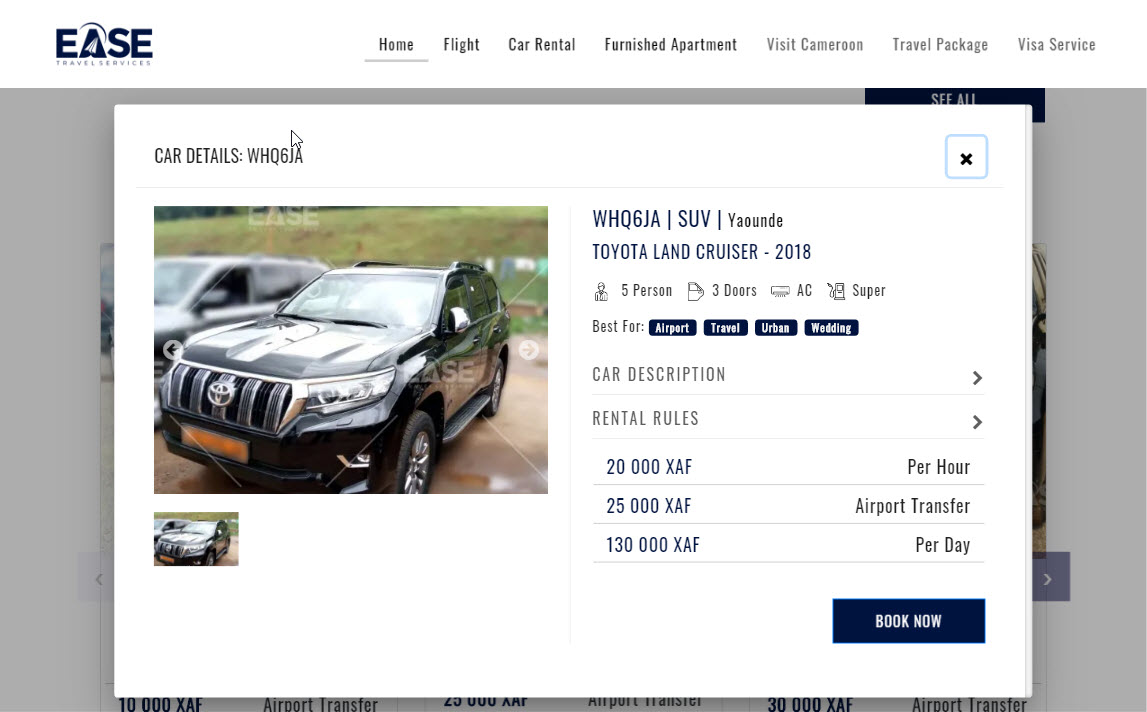 EASE
TRAVEL SERVICES
Home Flight Car Rental Furnished Apartment Visit Cameroon Travel Package Visa Service
SEE ALL
CAR DETAILS: WHQ6JA
EASE
EASE
WHQ6JA | SUV | Yaounde
TOYOTA LAND CRUISER - 2018
5 Person 3 Doors AC Super
Best For: Airport Travel Urban Wedding
CAR DESCRIPTION
RENTAL RULES
20 000 XAF Per Hour
25 000 XAF Airport Transfer
130 000 XAF Per Day
BOOK NOW
10 000 XAF Airport Transfer 25 000 XAF Airport Transfer 30 000 XAF Airport Transfer